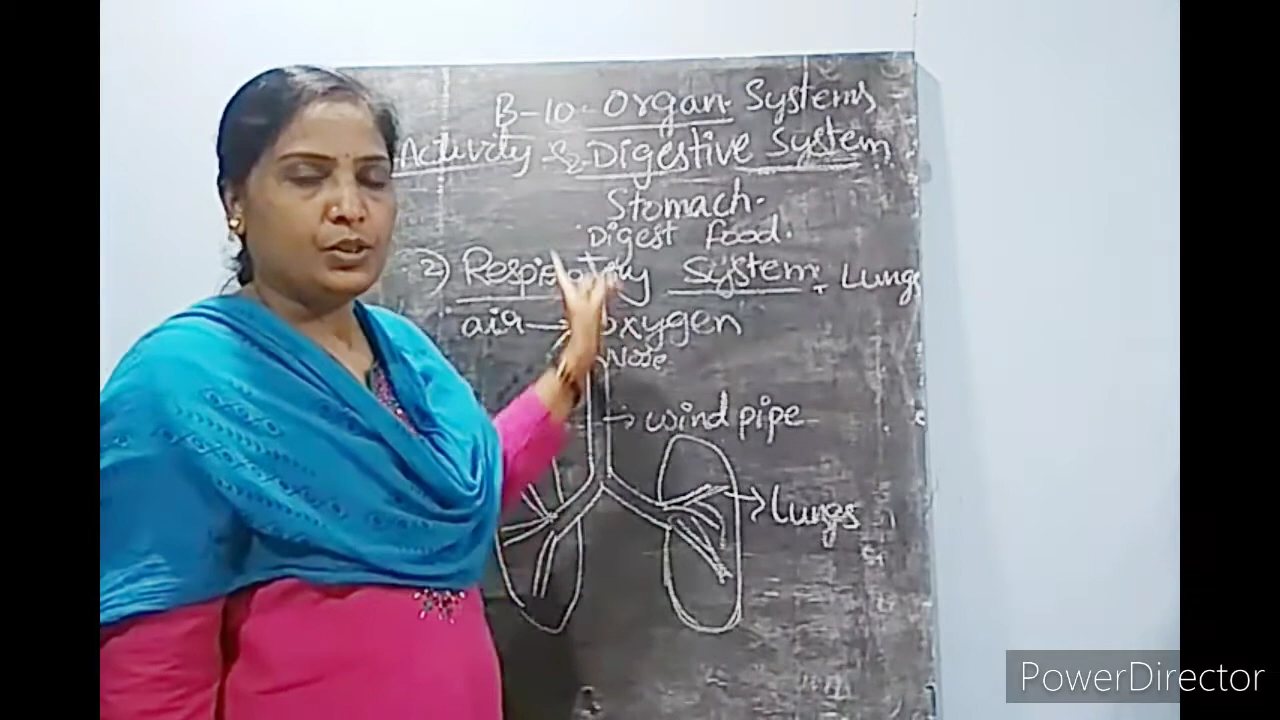 B-10- Organ Systems
Activity Digestive System
Stomach.
Digest food.
2) Respiratory System: Lungs
air → oxygen
Nose
→ wind pipe
→ Lungs
PowerDirector